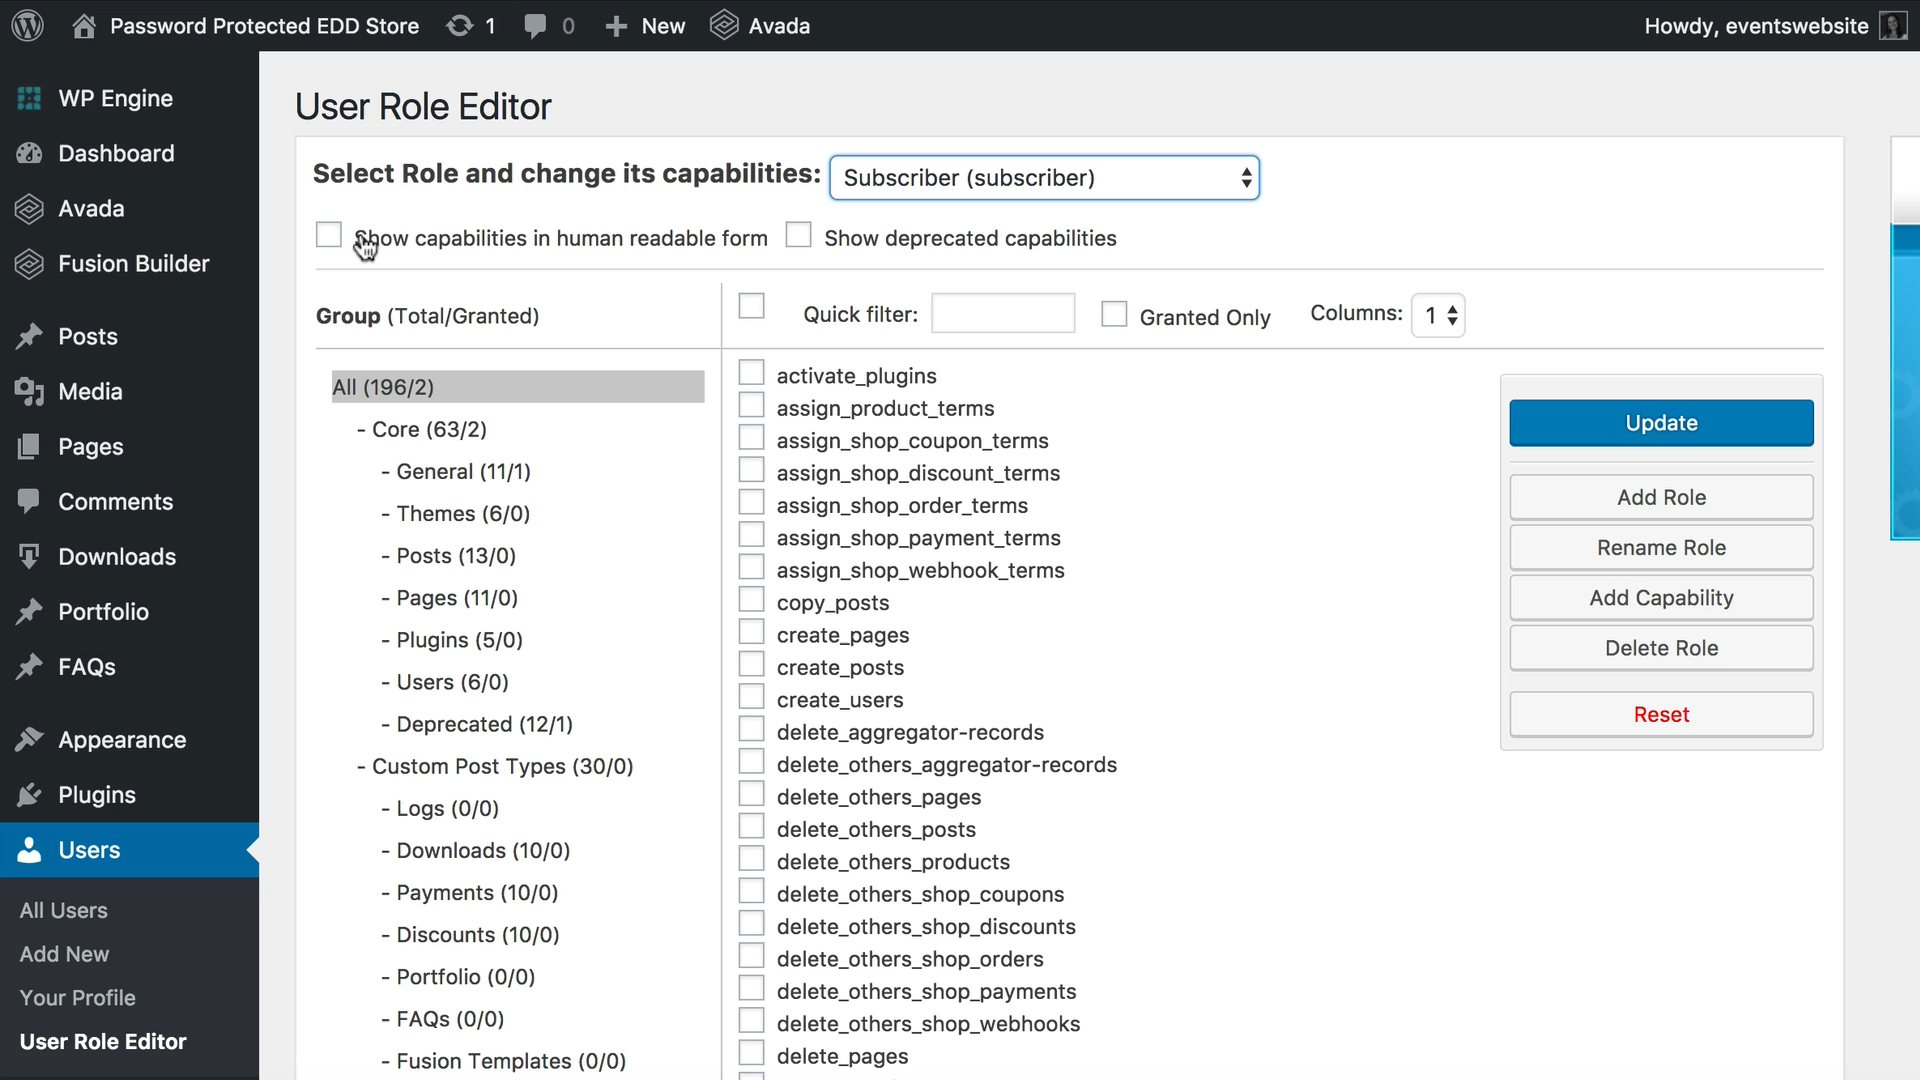 Password Protected EDD Store 1 0 New Avada Howdy, eventswebsite
WP Engine
Dashboard
Avada
Fusion Builder
Posts
Media
Pages
Comments
Downloads
Portfolio
FAQs
Appearance
Plugins
Users
All Users
Add New
Your Profile
User Role Editor
User Role Editor
Select Role and change its capabilities: Subscriber (subscriber)
Show capabilities in human readable form Show deprecated capabilities
Group (Total/Granted)
Quick filter: Granted Only Columns: 1
All (196/2)
- Core (63/2)
- General (11/1)
- Themes (6/0)
- Posts (13/0)
- Pages (11/0)
- Plugins (5/0)
- Users (6/0)
- Deprecated (12/1)
- Custom Post Types (30/0)
- Logs (0/0)
- Downloads (10/0)
- Payments (10/0)
- Discounts (10/0)
- Portfolio (0/0)
- FAQs (0/0)
- Fusion Templates (0/0)
activate_plugins
assign_product_terms
assign_shop_coupon_terms
assign_shop_discount_terms
assign_shop_order_terms
assign_shop_payment_terms
assign_shop_webhook_terms
copy_posts
create_pages
create_posts
create_users
delete_aggregator-records
delete_others_aggregator-records
delete_others_pages
delete_others_posts
delete_others_products
delete_others_shop_coupons
delete_others_shop_discounts
delete_others_shop_orders
delete_others_shop_payments
delete_others_shop_webhooks
delete_pages
Update
Add Role
Rename Role
Add Capability
Delete Role
Reset